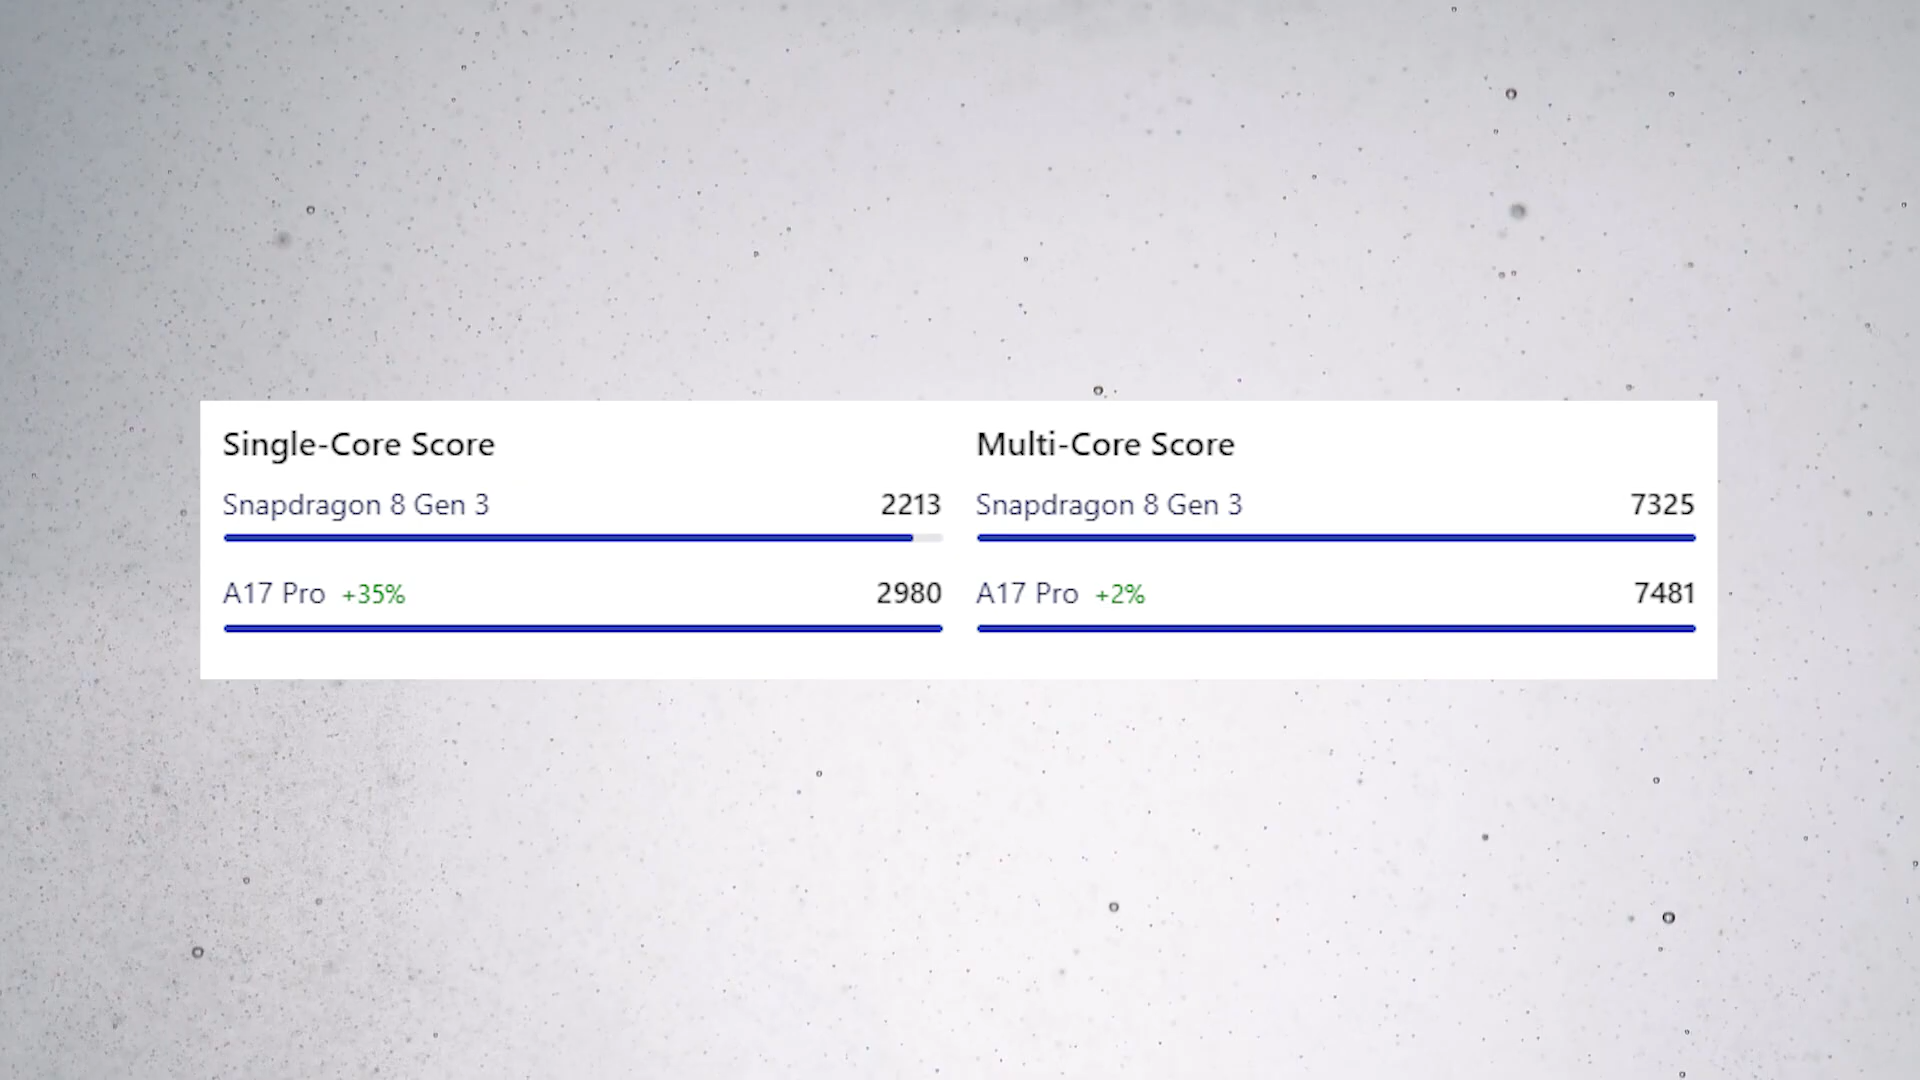 Single-Core Score
Snapdragon 8 Gen 3 2213
A17 Pro +35% 2980
Multi-Core Score
Snapdragon 8 Gen 3 7325
A17 Pro +2% 7481